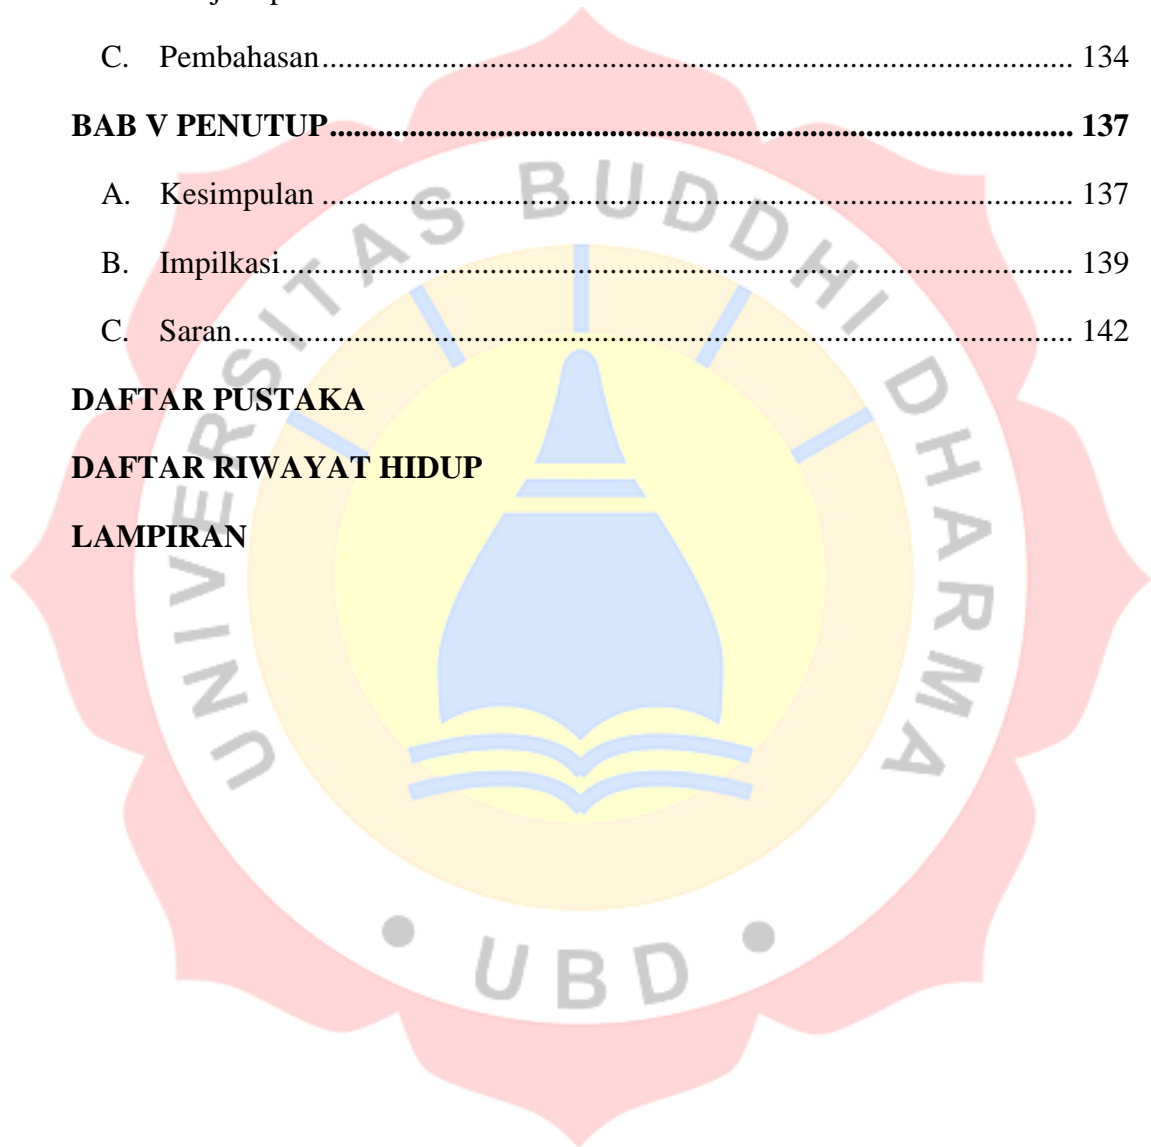 C. Pembahasan........................................................................................... 134
BAB V PENUTUP.......................................................................................... 137
A. Kesimpulan ........................................................................................... 137
B. Impilkasi................................................................................................ 139
C. Saran...................................................................................................... 142
DAFTAR PUSTAKA
DAFTAR RIWAYAT HIDUP
LAMPIRAN
UNIVERSITAS BUDDHI DHARMA
• UBD •